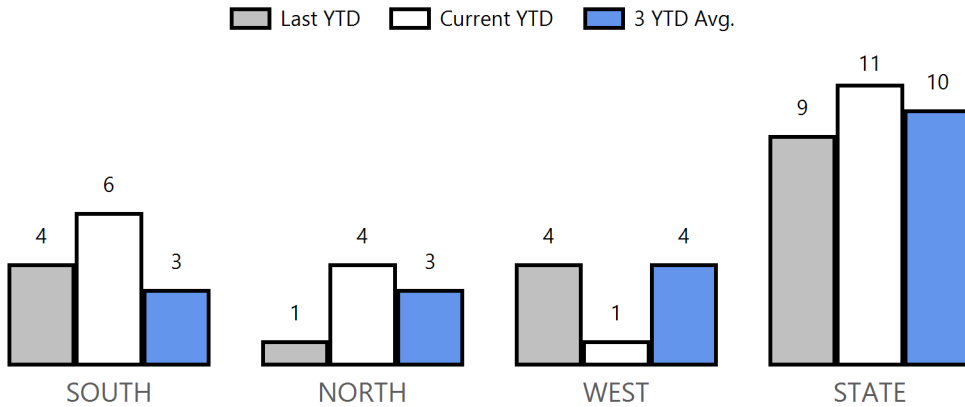 Last YTD Current YTD 3 YTD Avg.
4 6 3
1 4 3
4 1 4
9 11 10
SOUTH NORTH WEST STATE